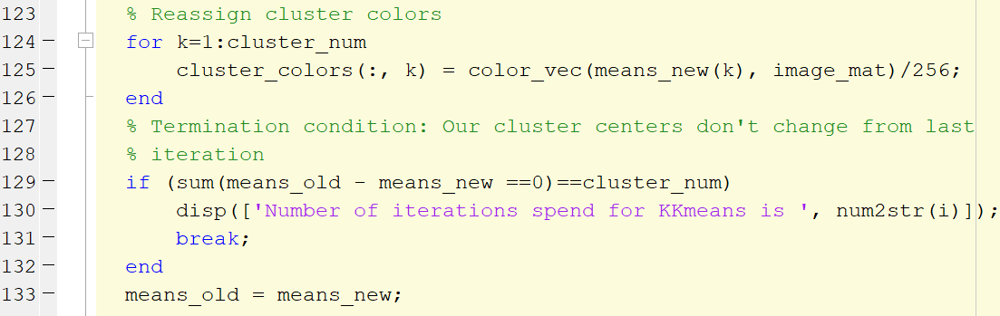 123 % Reassign cluster colors
124 − for k=1:cluster_num
125 − cluster_colors(:, k) = color_vec(means_new(k), image_mat)/256;
126 − end
127 % Termination condition: Our cluster centers don't change from last
128 % iteration
129 − if (sum(means_old - means_new ==0)==cluster_num)
130 − disp(['Number of iterations spend for KKmeans is ', num2str(i)]);
131 − break;
132 − end
133 − means_old = means_new;